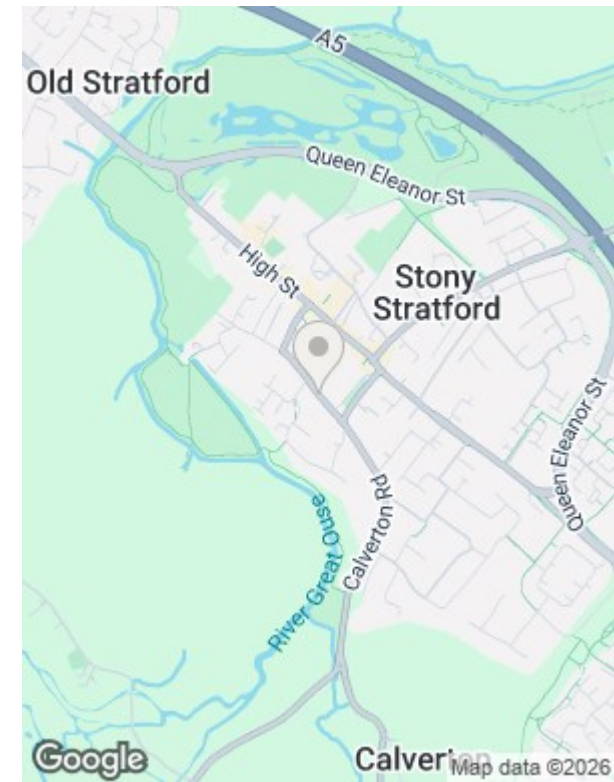 A5
Old Stratford
Queen Eleanor St
High St
Stony
Stratford
Queen Eleanor St
Calverton Rd
River Great Ouse
Calverton
Google
Map data ©2026